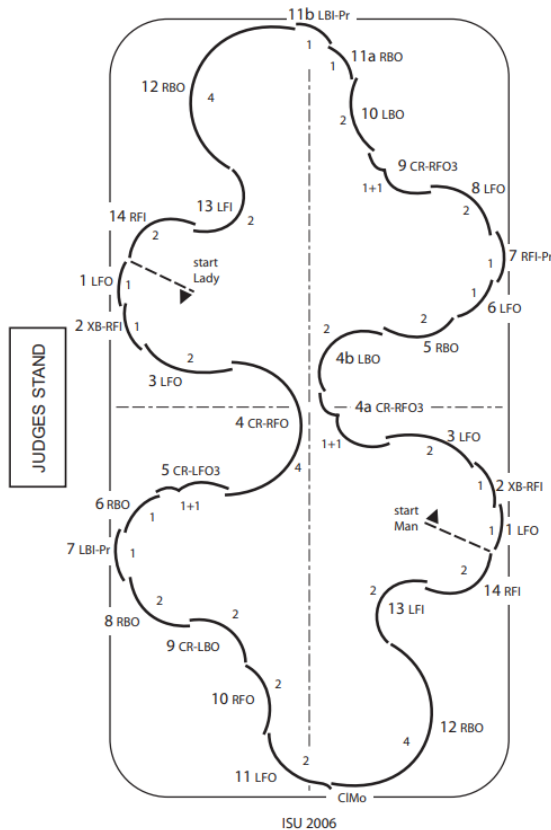 11b LBI-Pr
1
11a RBO
1
12 RBO
4
10 LBO
2
9 CR-RFO3
1+1
8 LFO
2
13 LFI
2
14 RFI
2
7 RFI-Pr
1
start
Lady
1 LFO
1
6 LFO
1
2 XB-RFI
1
2
5 RBO
2
4b LBO
3 LFO
2
JUDGES STAND
4a CR-RFO3
1+1
4 CR-RFO
4
3 LFO
2
5 CR-LFO3
1+1
2 XB-RFI
1
6 RBO
1
start
Man
1 LFO
1
7 LBI-Pr
1
14 RFI
2
8 RBO
2
13 LFI
2
9 CR-LBO
2
10 RFO
2
12 RBO
4
11 LFO
2
ClMo
ISU 2006